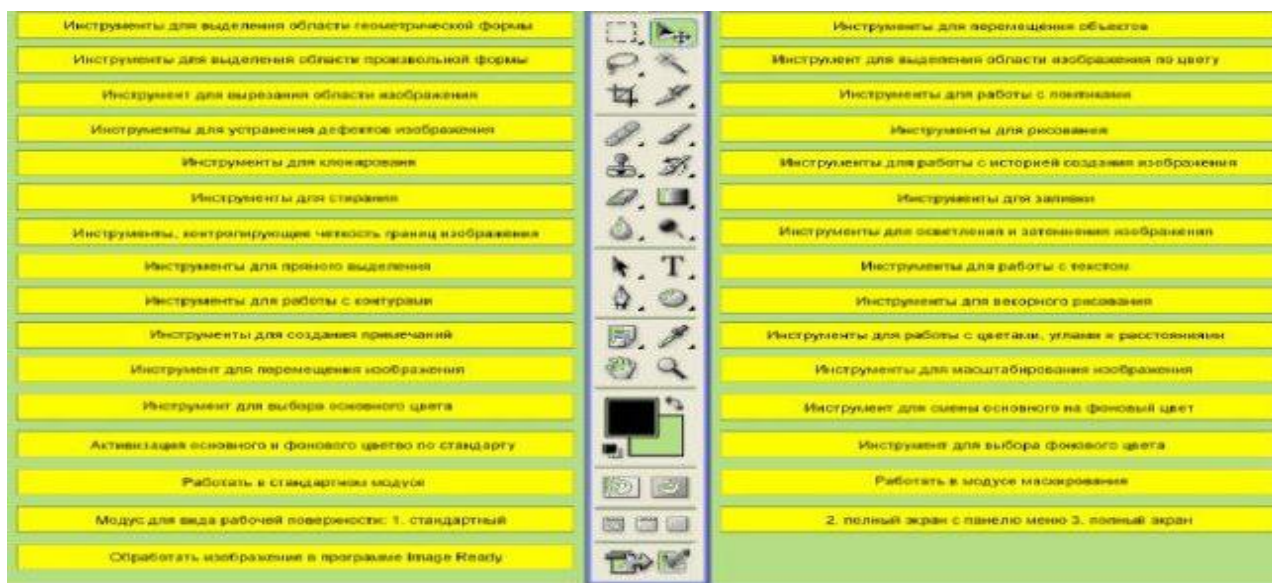 Инструменты для выделения области геометрической формы
Инструменты для перемещения объектов
Инструменты для выделения области произвольной формы
Инструмент для выделения области изображения по цвету
Инструмент для вырезания области изображения
Инструменты для работы с ломтиками
Инструменты для устранения дефектов изображения
Инструменты для рисования
Инструменты для клонирования
Инструменты для работы с историей создания изображения
Инструменты для стирания
Инструменты для заливки
Инструменты, контролирующие четкость границ изображения
Инструменты для осветления и затемнения изображения
Инструменты для прямого выделения
T
Инструменты для работы с текстом
Инструменты для работы с контурами
Инструменты для векорного рисования
Инструменты для создания примечаний
Инструменты для работы с цветами, углами и расстояниями
Инструмент для перемещения изображения
Инструменты для масштабирования изображения
Инструмент для выбора основного цвета
Инструмент для смены основного на фоновый цвет
Активизация основного и фонового цветво по стандарту
Инструмент для выбора фонового цвета
Работать в стандартном модусе
Работать в модусе маскирования
Модус для вида рабочей поверхности: 1. стандартный
2. полный экран с панелю меню 3. полный экран
Обработать изображение в программе Image Ready